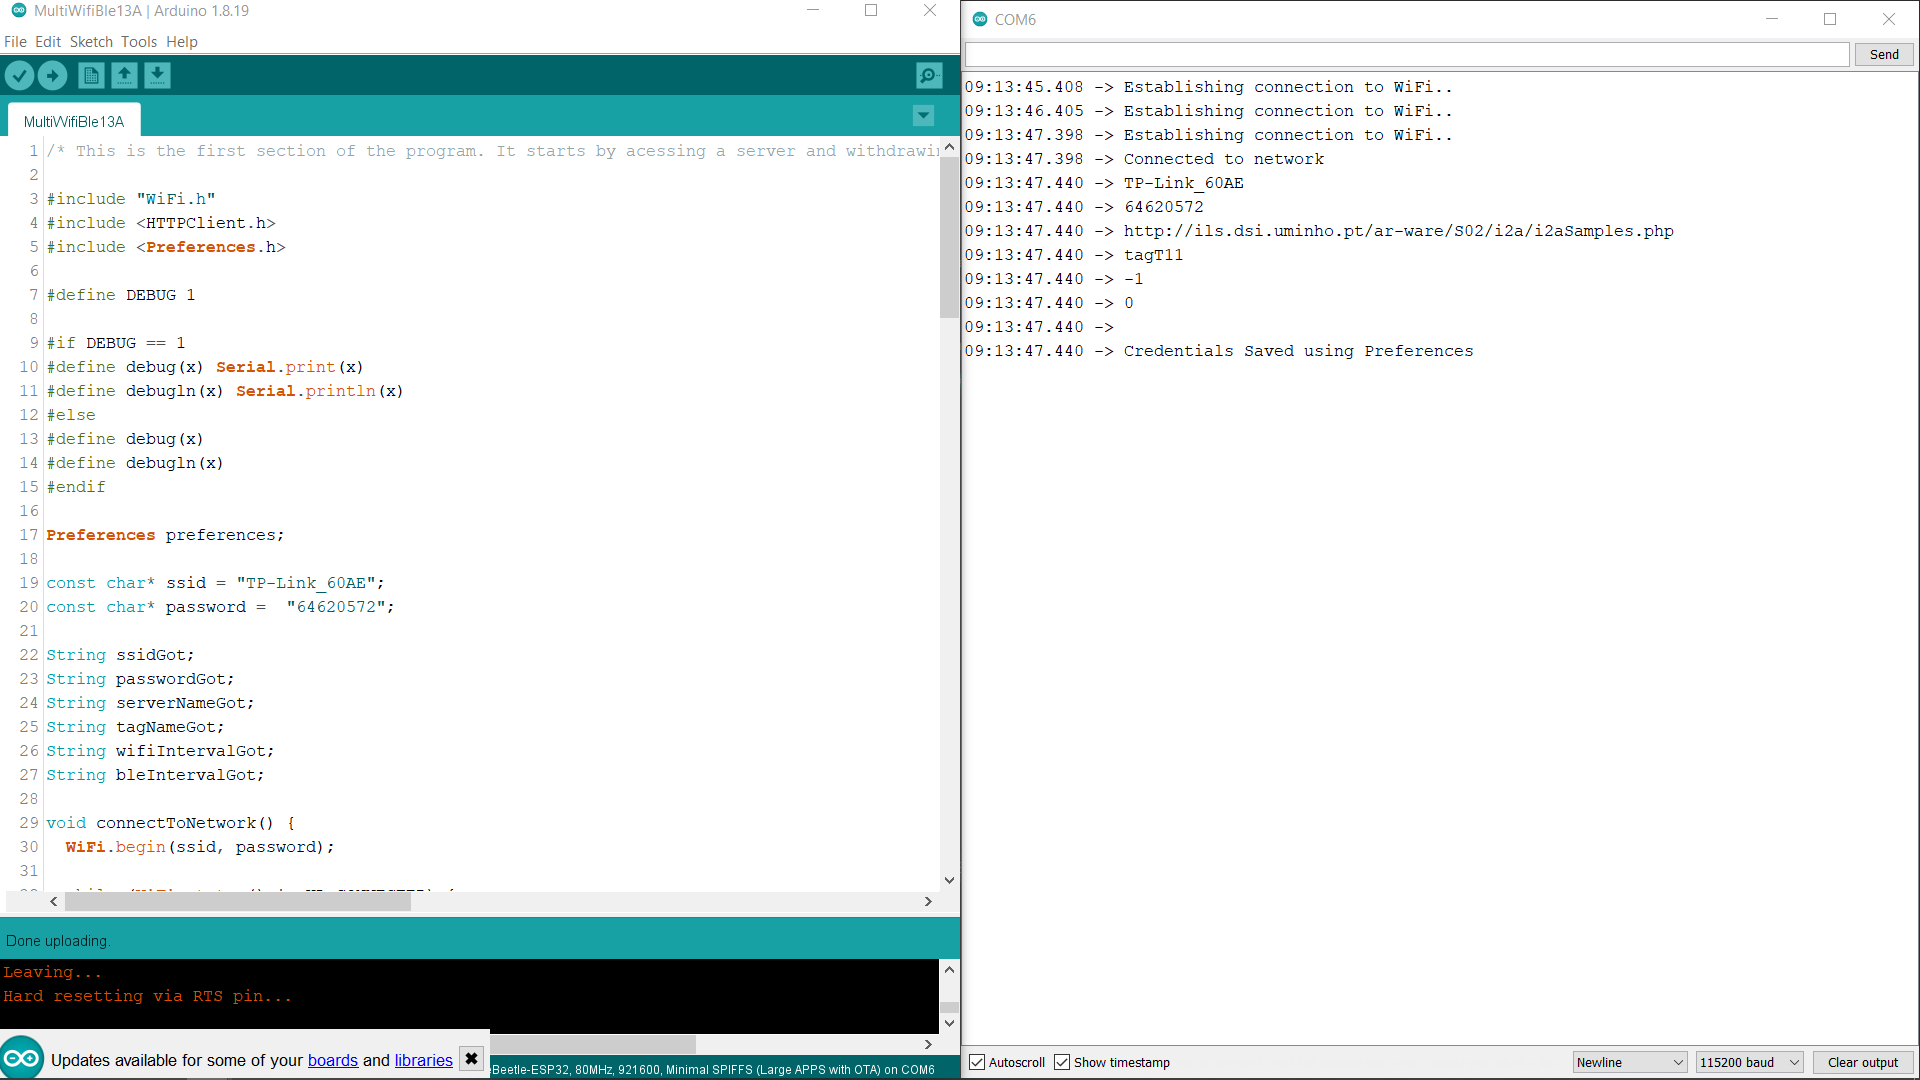 MultiWifiBle13A | Arduino 1.8.19
File Edit Sketch Tools Help
MultiWifiBle13A
1 /* This is the first section of the program. It starts by acessing a server and withdrawi
2
3 #include "WiFi.h"
4 #include <HTTPClient.h>
5 #include <Preferences.h>
6
7 #define DEBUG 1
8
9 #if DEBUG == 1
10 #define debug(x) Serial.print(x)
11 #define debugln(x) Serial.println(x)
12 #else
13 #define debug(x)
14 #define debugln(x)
15 #endif
16
17 Preferences preferences;
18
19 const char* ssid = "TP-Link_60AE";
20 const char* password =  "64620572";
21
22 String ssidGot;
23 String passwordGot;
24 String serverNameGot;
25 String tagNameGot;
26 String wifiIntervalGot;
27 String bleIntervalGot;
28
29 void connectToNetwork() {
30   WiFi.begin(ssid, password);
31
Done uploading.
Leaving...
Hard resetting via RTS pin...
Updates available for some of your boards and libraries
Beetle-ESP32, 80MHz, 921600, Minimal SPIFFS (Large APPS with OTA) on COM6
COM6
Send
09:13:45.408 -> Establishing connection to WiFi..
09:13:46.405 -> Establishing connection to WiFi..
09:13:47.398 -> Establishing connection to WiFi..
09:13:47.398 -> Connected to network
09:13:47.440 -> TP-Link_60AE
09:13:47.440 -> 64620572
09:13:47.440 -> http://ils.dsi.uminho.pt/ar-ware/S02/i2a/i2aSamples.php
09:13:47.440 -> tagT11
09:13:47.440 -> -1
09:13:47.440 -> 0
09:13:47.440 ->
09:13:47.440 -> Credentials Saved using Preferences
Autoscroll Show timestamp Newline 115200 baud Clear output